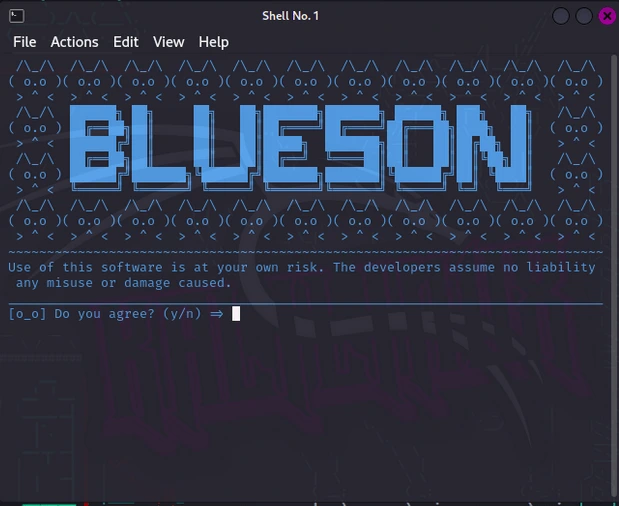 Shell No. 1
File Actions Edit View Help
/\_/\ /\_/\ /\_/\ /\_/\ /\_/\ /\_/\ /\_/\ /\_/\ /\_/\ /\_/\ /\_/\
( o.o )( o.o )( o.o )( o.o )( o.o )( o.o )( o.o )( o.o )( o.o )( o.o )( o.o )
> ^ < > ^ < > ^ < > ^ < > ^ < > ^ < > ^ < > ^ < > ^ < > ^ < > ^ <
/\_/\ /\_/\
( o.o ) ( o.o )
> ^ < > ^ <
BLUESON
/\_/\ /\_/\
( o.o ) ( o.o )
> ^ < > ^ <
/\_/\ /\_/\ /\_/\ /\_/\ /\_/\ /\_/\ /\_/\ /\_/\ /\_/\ /\_/\ /\_/\
( o.o )( o.o )( o.o )( o.o )( o.o )( o.o )( o.o )( o.o )( o.o )( o.o )( o.o )
> ^ < > ^ < > ^ < > ^ < > ^ < > ^ < > ^ < > ^ < > ^ < > ^ < > ^ <
~~~~~~~~~~~~~~~~~~~~~~~~~~~~~~~~~~~~~~~~~~~~~~~~~~~~~~~~~~~~~~~~~~~~~~~~~~~~~
Use of this software is at your own risk. The developers assume no liability
any misuse or damage caused.
[o_o] Do you agree? (y/n) =>